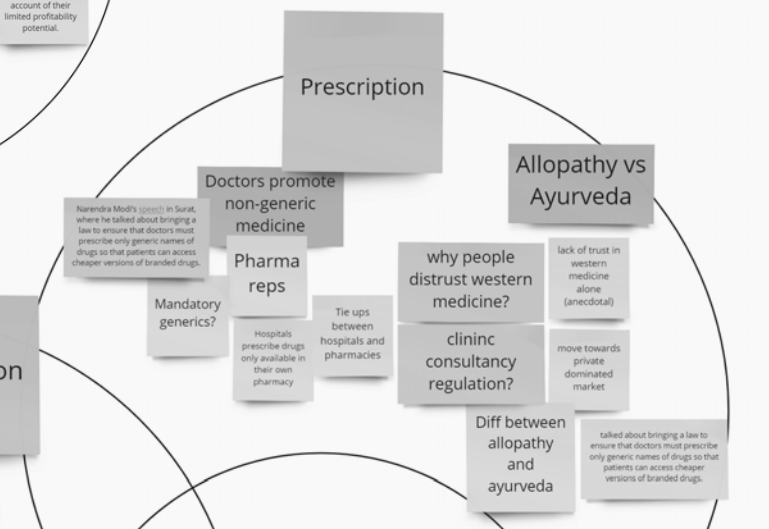 account of their
limited profitability
potential.
Prescription
Allopathy vs
Ayurveda
Doctors promote
non-generic
medicine
Narendra Modi's speech in Surat,
where he talked about bringing a
law to ensure that doctors must
prescribe only generic names of
drugs so that patients can access
cheaper versions of branded drugs.
Pharma
reps
why people
distrust western
medicine?
lack of trust in
western
medicine
alone
(anecdotal)
Mandatory
generics?
Tie ups
between
hospitals and
pharmacies
Hospitals
prescribe drugs
only available in
their own
pharmacy
clininc
consultancy
regulation?
move towards
private
dominated
market
on
Diff between
allopathy
and
ayurveda
talked about bringing a law to
ensure that doctors must prescribe
only generic names of drugs so that
patients can access cheaper
versions of branded drugs.